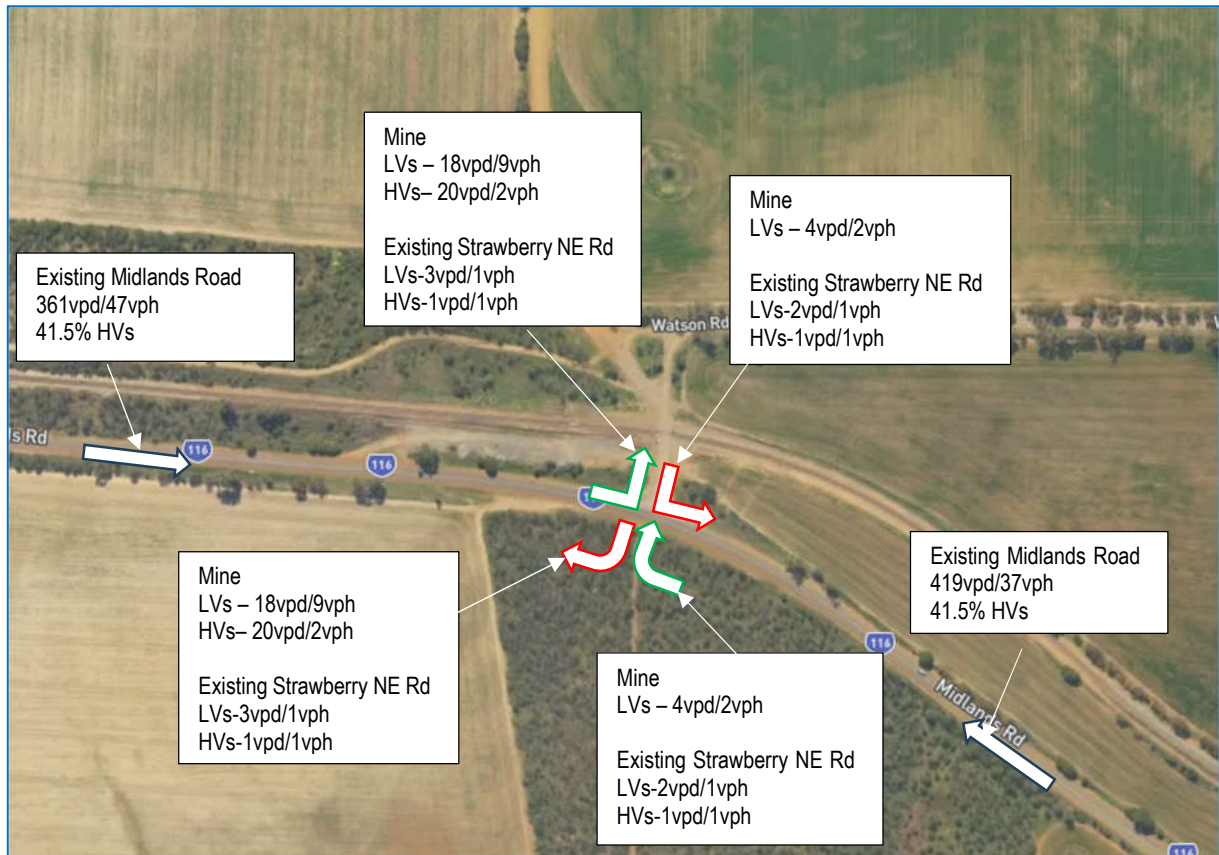 Mine
LVs – 18vpd/9vph
HVs– 20vpd/2vph
Existing Strawberry NE Rd
LVs-3vpd/1vph
HVs-1vpd/1vph
Mine
LVs – 4vpd/2vph
Existing Strawberry NE Rd
LVs-2vpd/1vph
HVs-1vpd/1vph
Existing Midlands Road
361vpd/47vph
41.5% HVs
Watson Rd
ds Rd
116
116
Existing Midlands Road
419vpd/37vph
41.5% HVs
Mine
LVs – 18vpd/9vph
HVs– 20vpd/2vph
Existing Strawberry NE Rd
LVs-3vpd/1vph
HVs-1vpd/1vph
Mine
LVs – 4vpd/2vph
Existing Strawberry NE Rd
LVs-2vpd/1vph
HVs-1vpd/1vph
116
Midlands Rd
116